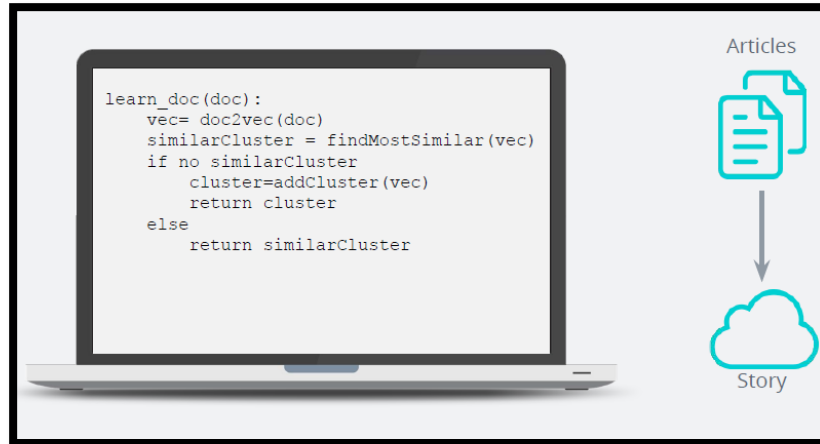 learn_doc(doc):
    vec= doc2vec(doc)
    similarCluster = findMostSimilar(vec)
    if no similarCluster
        cluster=addCluster(vec)
        return cluster
    else
        return similarCluster
Articles
Story